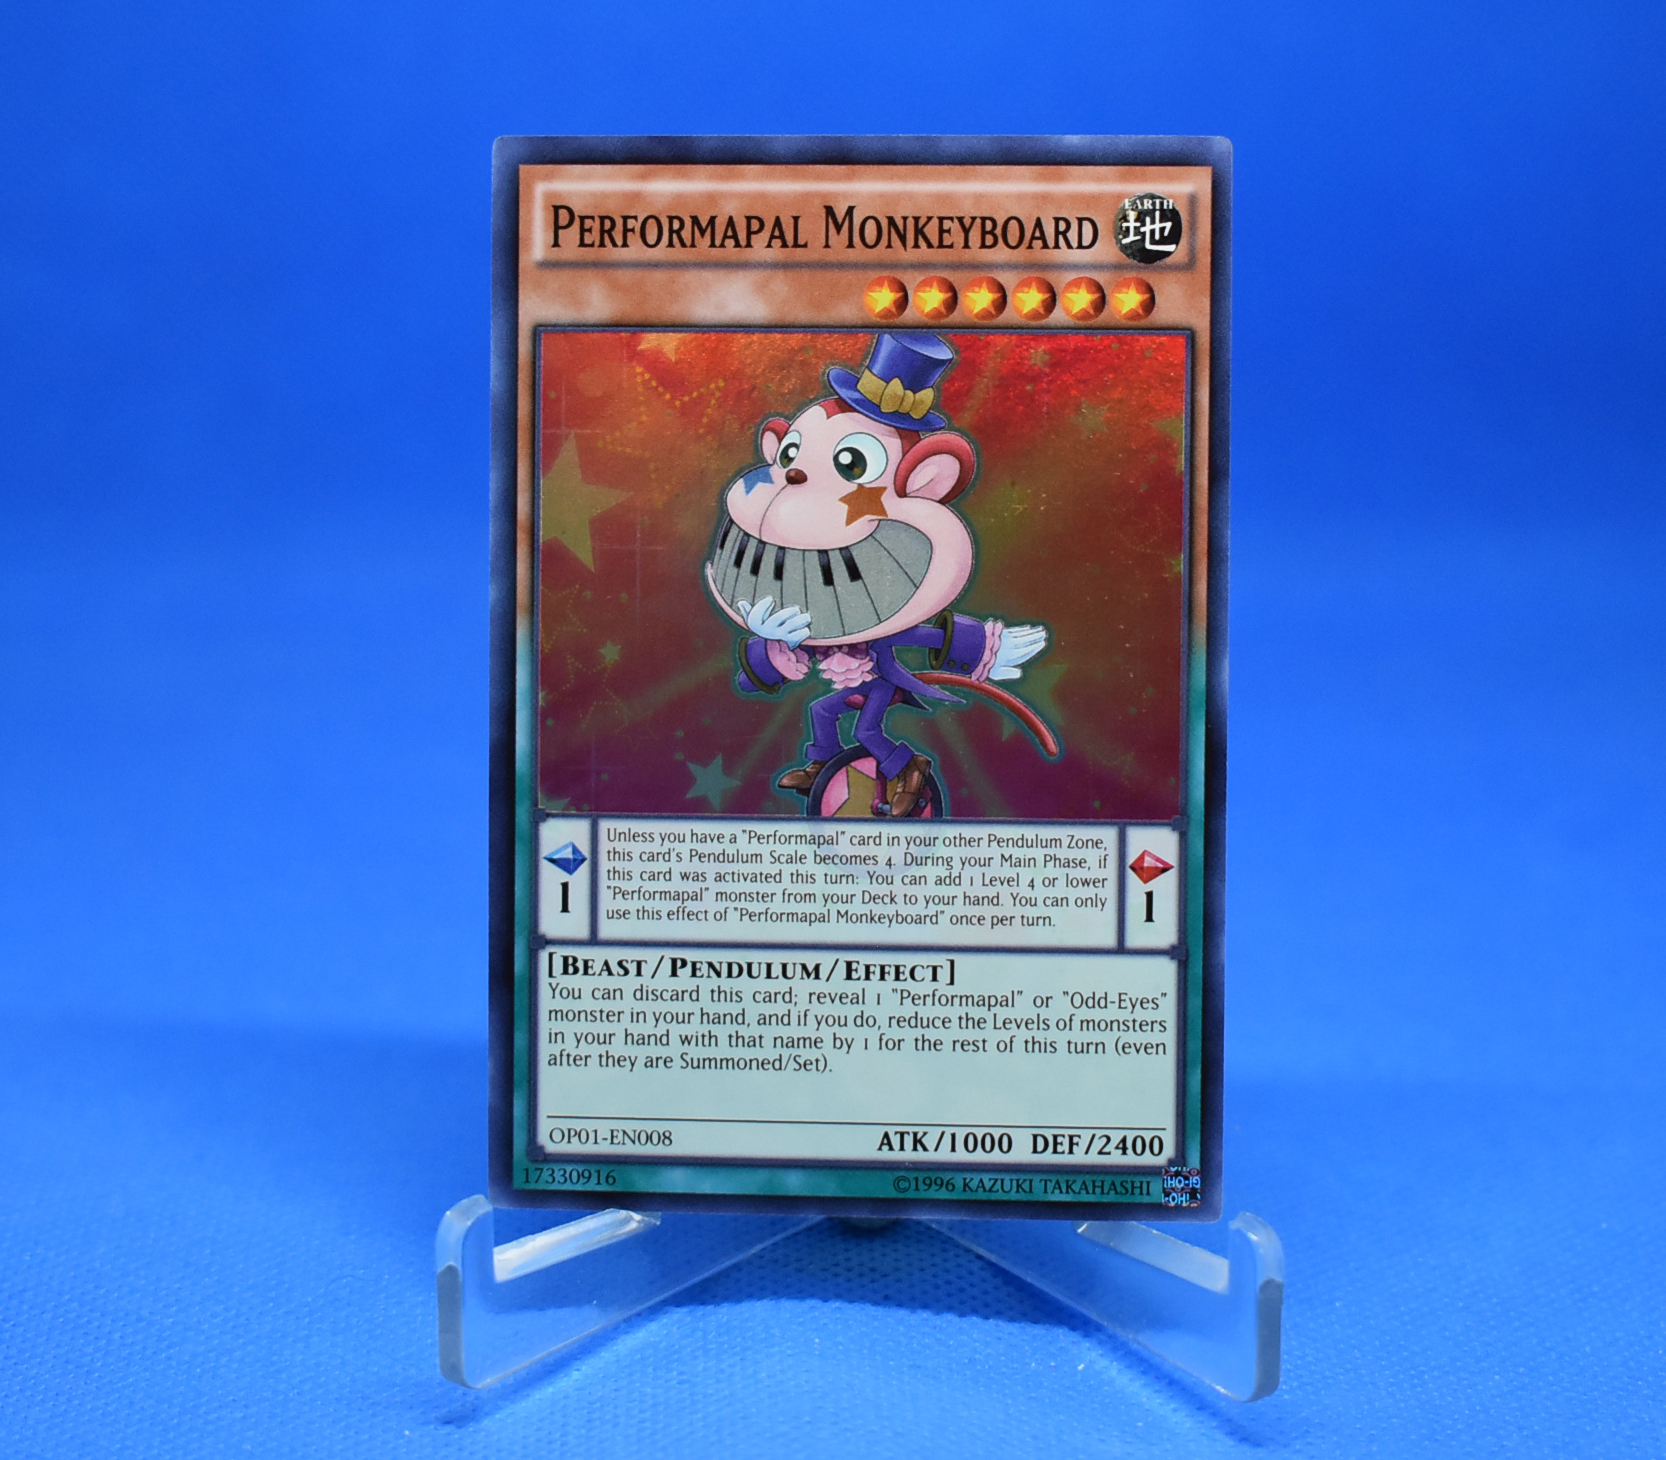 PERFORMAPAL MONKEYBOARD
EARTH
地
Unless you have a "Performapal" card in your other Pendulum Zone,
this card's Pendulum Scale becomes 4. During your Main Phase, if
this card was activated this turn: You can add 1 Level 4 or lower
"Performapal" monster from your Deck to your hand. You can only
use this effect of "Performapal Monkeyboard" once per turn.
1
1
[BEAST/PENDULUM/EFFECT]
You can discard this card; reveal 1 "Performapal" or "Odd-Eyes"
monster in your hand, and if you do, reduce the Levels of monsters
in your hand with that name by 1 for the rest of this turn (even
after they are Summoned/Set).
OP01-EN008
ATK/1000 DEF/2400
17330916
©1996 KAZUKI TAKAHASHI